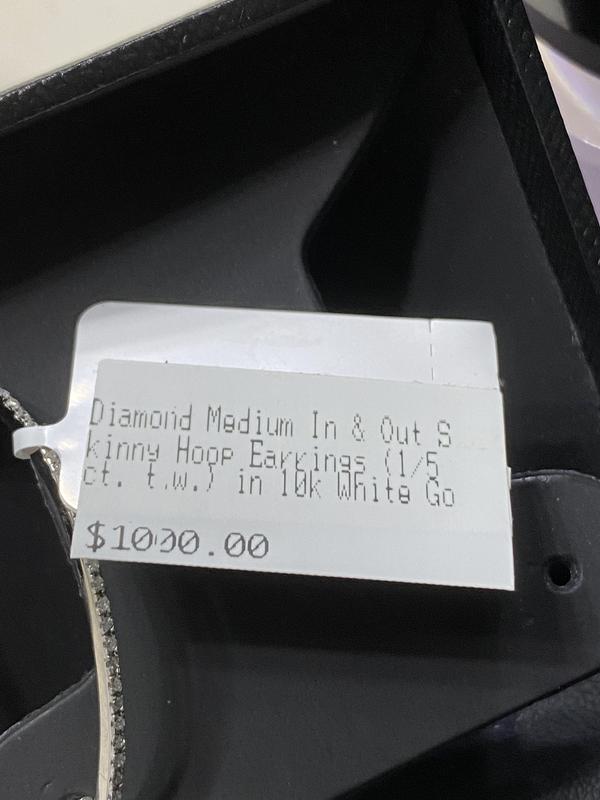 Diamond Medium In & Out S
kinny Hoop Earrings (1/5
ct. t.w.) in 10k White Go
$1000.00